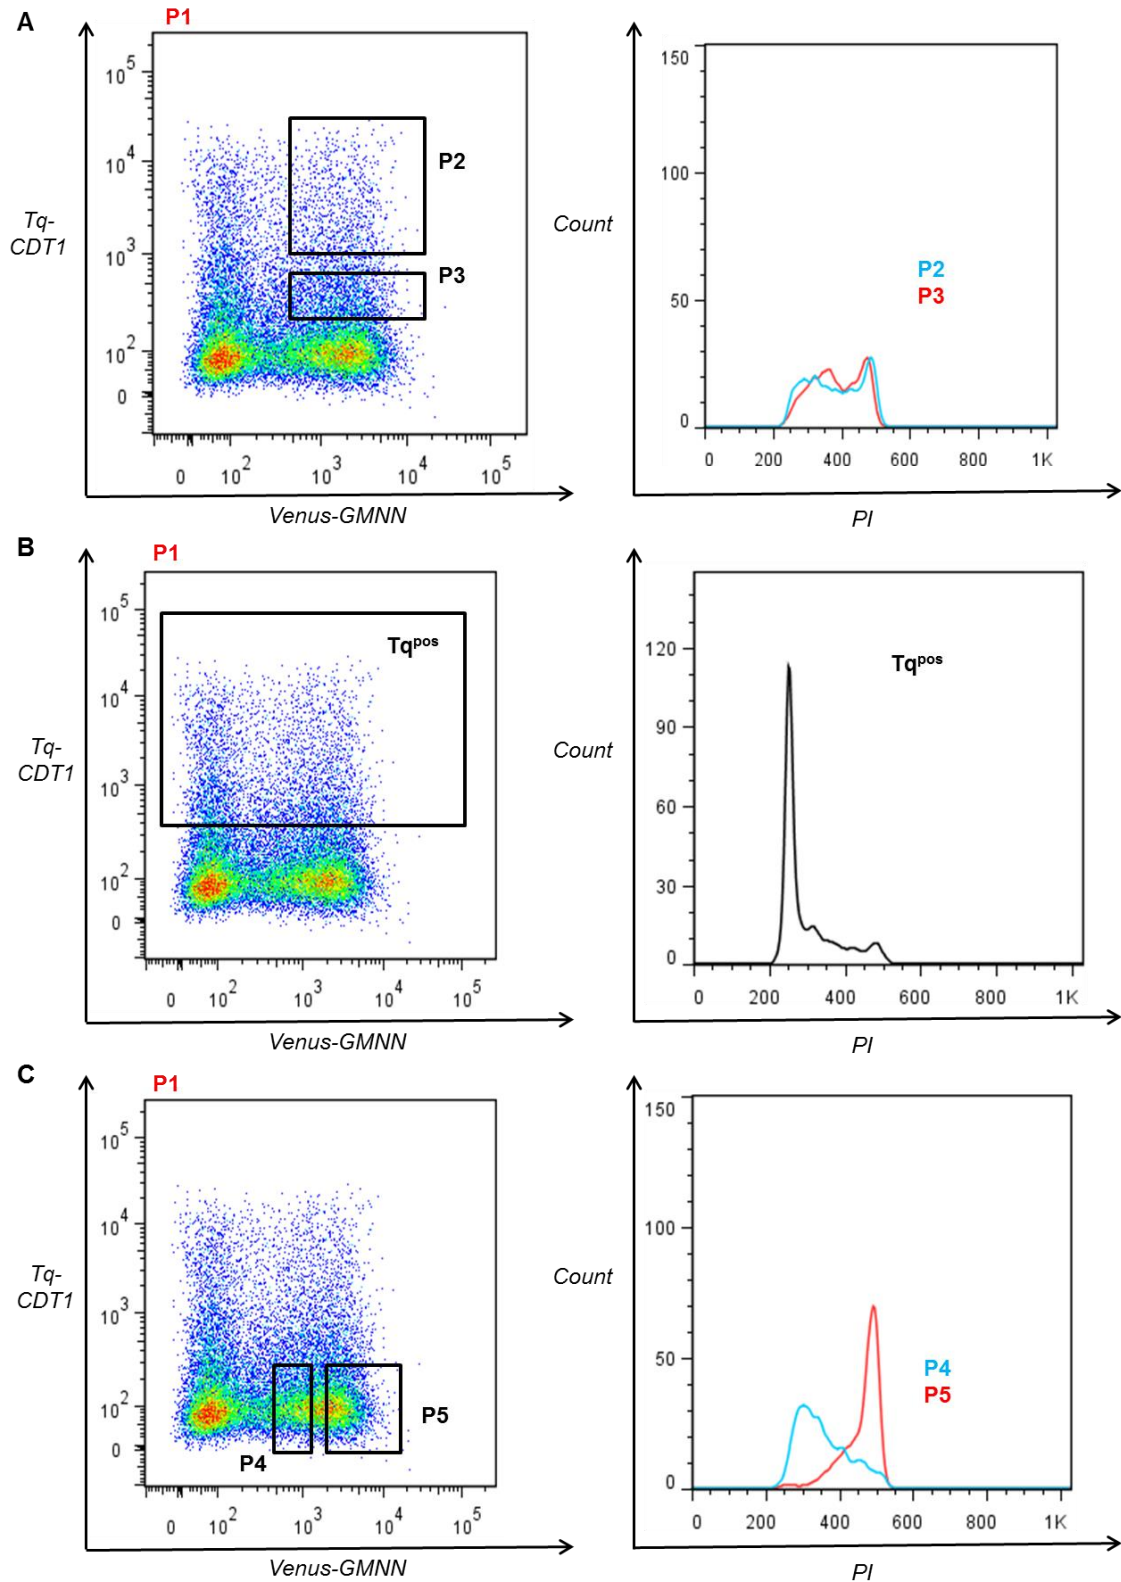 A
P1
10^5
10^4
10^3
10^2
0
Tq-
CDT1
P2
P3
0
10^2
10^3
10^4
10^5
Venus-GMNN
Count
150
100
50
0
P2
P3
0 200 400 600 800 1K
PI
B
P1
10^5
10^4
10^3
10^2
0
Tq-
CDT1
Tq^pos
0
10^2
10^3
10^4
10^5
Venus-GMNN
Count
120
90
60
30
0
Tq^pos
0 200 400 600 800 1K
PI
C
P1
10^5
10^4
10^3
10^2
0
Tq-
CDT1
P5
P4
0
10^2
10^3
10^4
10^5
Venus-GMNN
Count
150
100
50
0
P4
P5
0 200 400 600 800 1K
PI